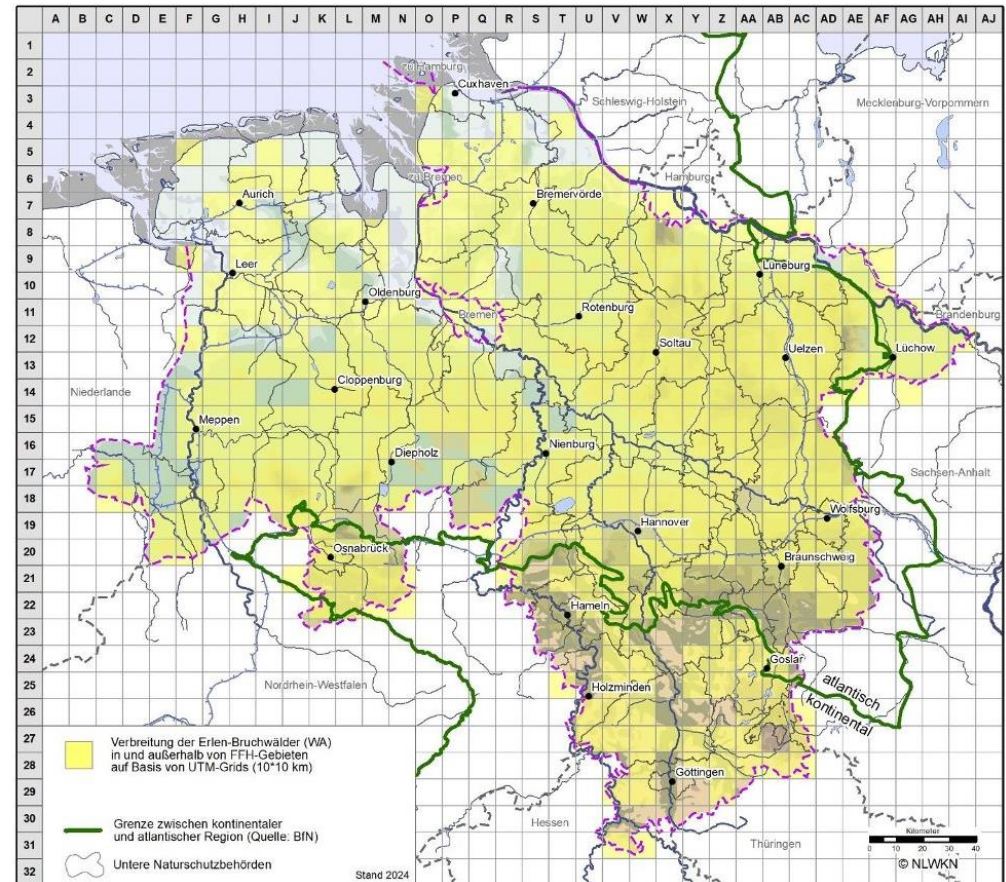 A B C D E F G H I J K L M N O P Q R S T U V W X Y Z AA AB AC AD AE AF AG AH AI AJ
1
2
3
4
5
6
7
8
9
10
11
12
13
14
15
16
17
18
19
20
21
22
23
24
25
26
27
28
29
30
31
32
zu Hamburg
Cuxhaven
Schleswig-Holstein
Mecklenburg-Vorpommern
zu Bremen
Hamburg
Aurich
Bremervörde
Leer
Lüneburg
Oldenburg
Bremen
Rotenburg
Brandenburg
Soltau
Uelzen
Lüchow
Niederlande
Cloppenburg
Meppen
Nienburg
Diepholz
Sachsen-Anhalt
Wolfsburg
Hannover
Osnabrück
Braunschweig
Hameln
Goslar
Nordrhein-Westfalen
Holzminden
atlantisch
kontinental
Göttingen
Hessen
Thüringen
Verbreitung der Erlen-Bruchwälder (WA)
in und außerhalb von FFH-Gebieten
auf Basis von UTM-Grids (10*10 km)
Grenze zwischen kontinentaler
und atlantischer Region (Quelle: BfN)
Untere Naturschutzbehörden
Stand 2024
Kilometer
0 10 20 30 40
© NLWKN